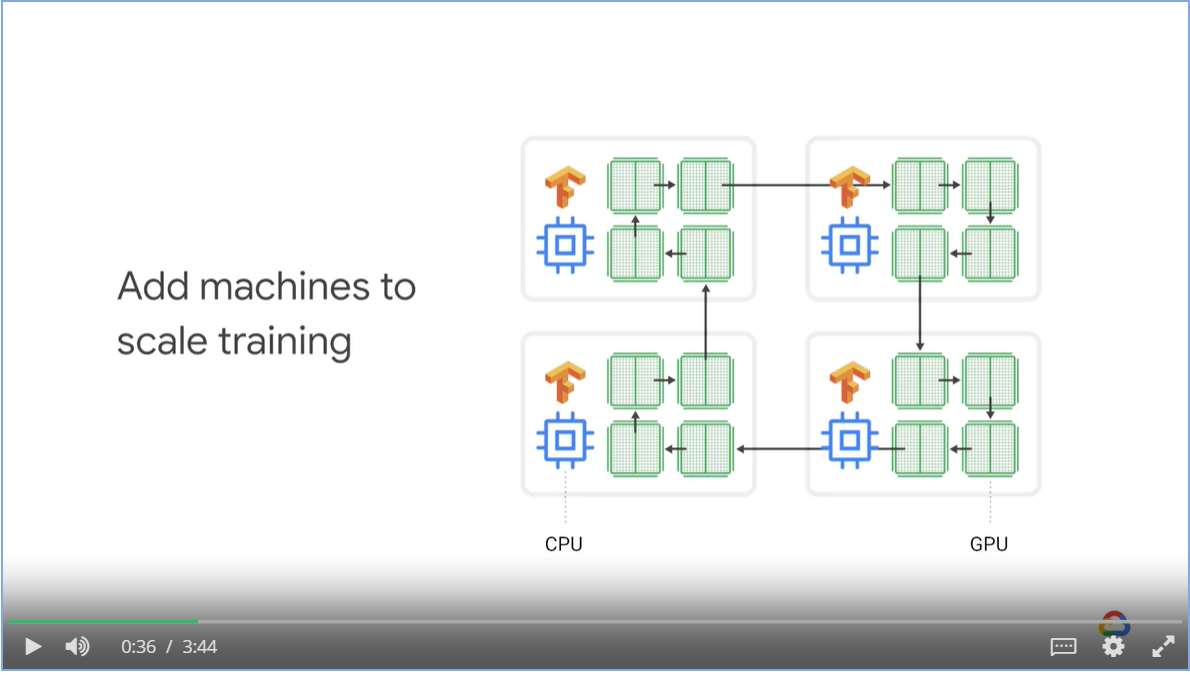 Add machines to
scale training
CPU
GPU
0:36 / 3:44